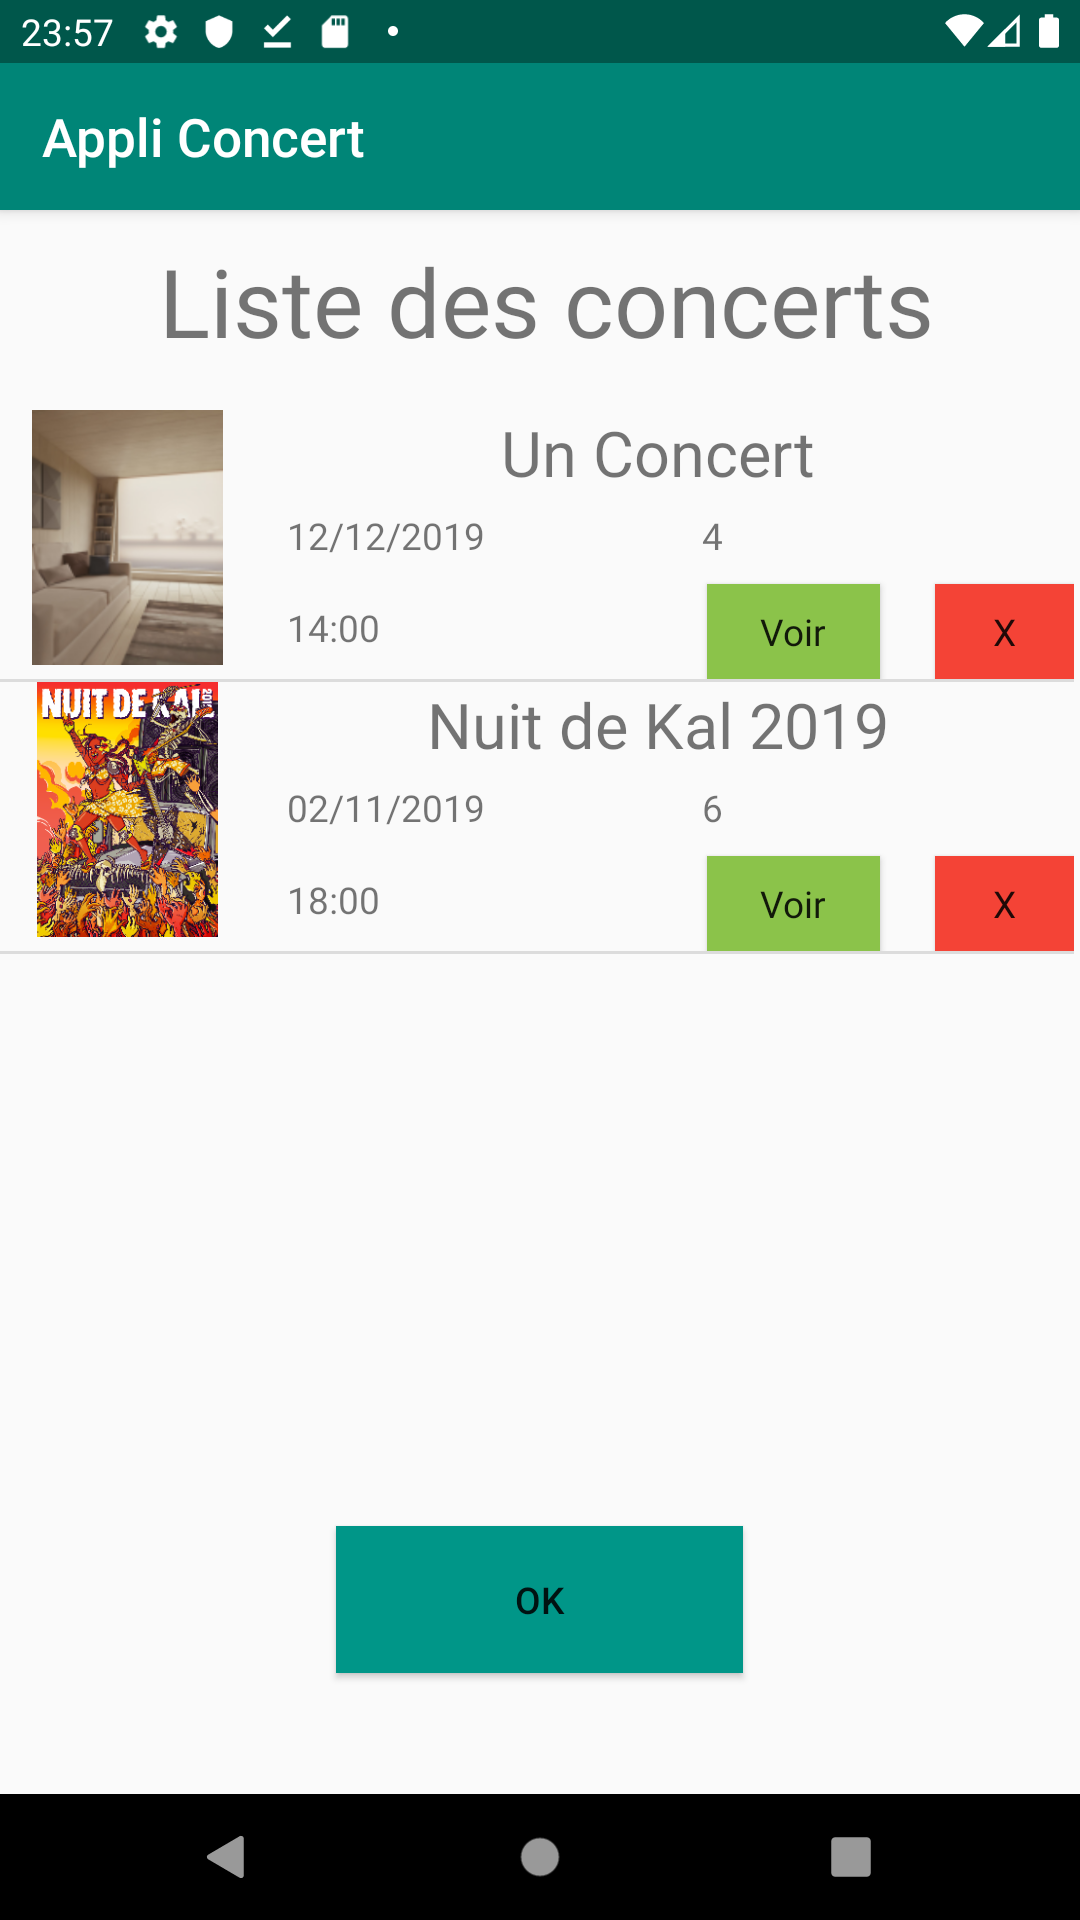 23:57
Appli Concert
Liste des concerts
Un Concert
12/12/2019 4
14:00 Voir X
NUIT DE KAL 2019
Nuit de Kal 2019
02/11/2019 6
18:00 Voir X
OK